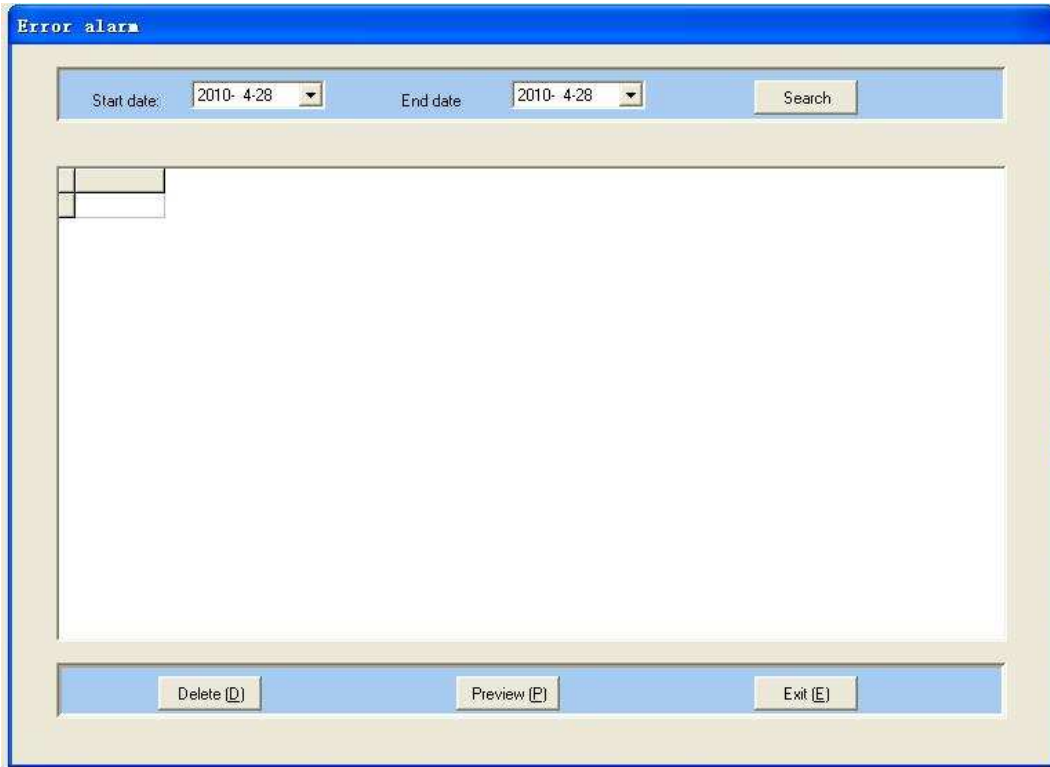 Error alarm
Start date: 2010- 4-28 End date 2010- 4-28 Search
Delete (D) Preview (P) Exit (E)